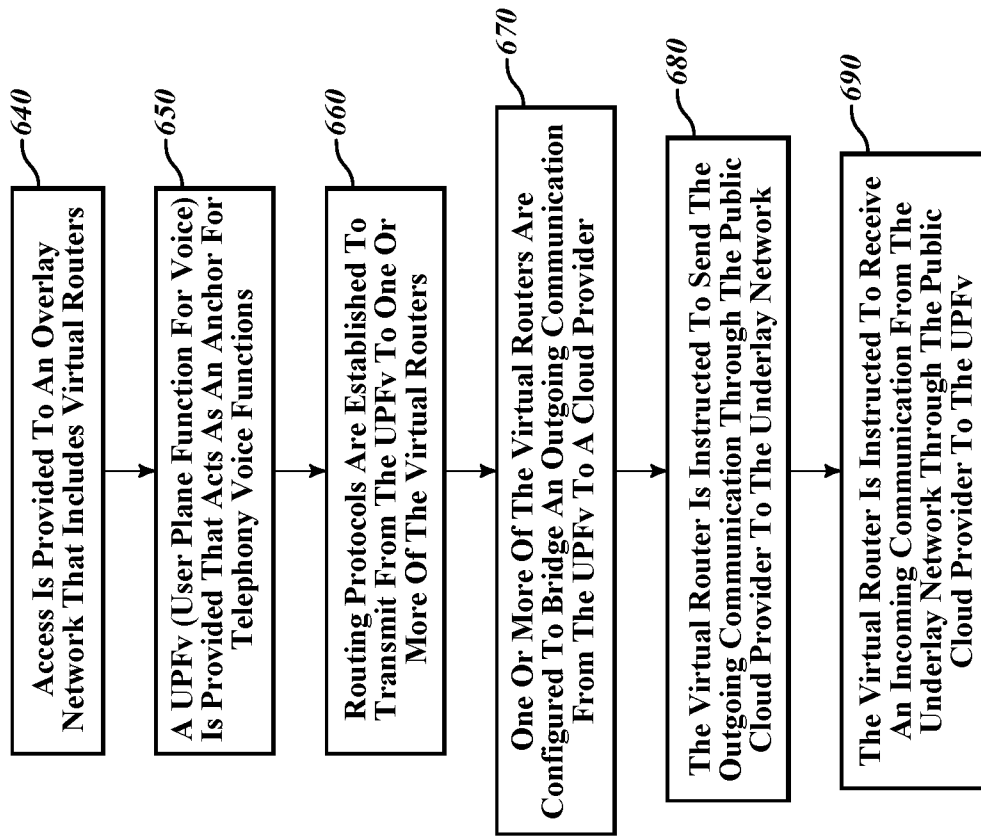 640
Access Is Provided To An Overlay
Network That Includes Virtual Routers
650
A UPFv (User Plane Function For Voice)
Is Provided That Acts As An Anchor For
Telephony Voice Functions
660
Routing Protocols Are Established To
Transmit From The UPFv To One Or
More Of The Virtual Routers
670
One Or More Of The Virtual Routers Are
Configured To Bridge An Outgoing Communication
From The UPFv To A Cloud Provider
680
The Virtual Router Is Instructed To Send The
Outgoing Communication Through The Public
Cloud Provider To The Underlay Network
690
The Virtual Router Is Instructed To Receive
An Incoming Communication From The
Underlay Network Through The Public
Cloud Provider To The UPFv